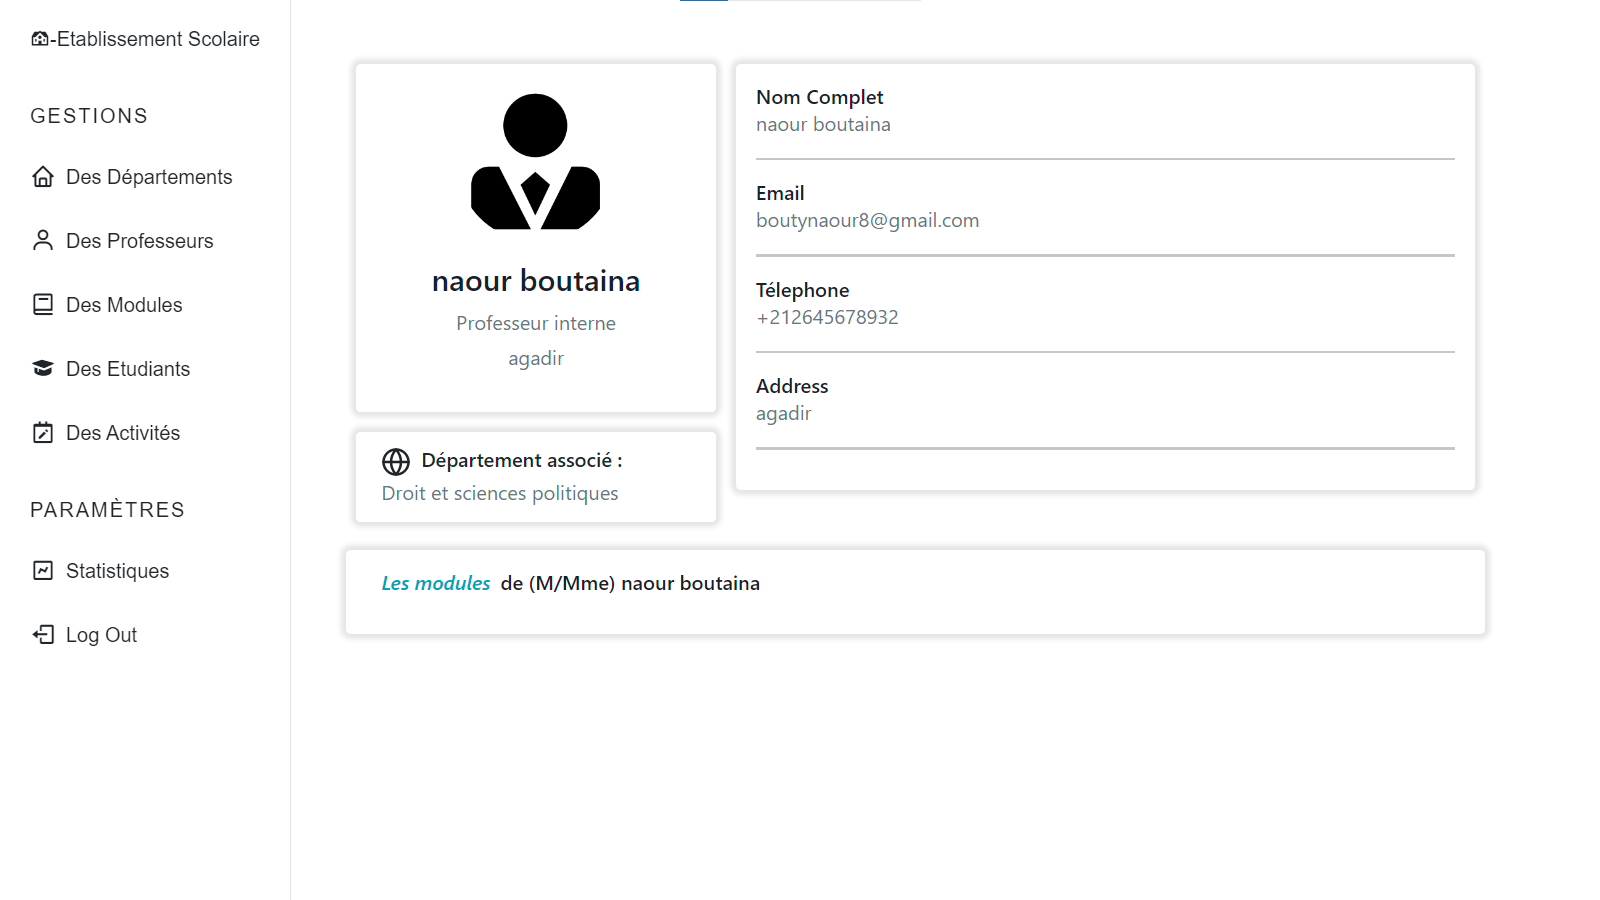 -Etablissement Scolaire
GESTIONS
Des Départements
Des Professeurs
Des Modules
Des Etudiants
Des Activités
PARAMÈTRES
Statistiques
Log Out
naour boutaina
Professeur interne
agadir
Département associé :
Droit et sciences politiques
Nom Complet
naour boutaina
Email
boutynaour8@gmail.com
Télephone
+212645678932
Address
agadir
Les modules de (M/Mme) naour boutaina